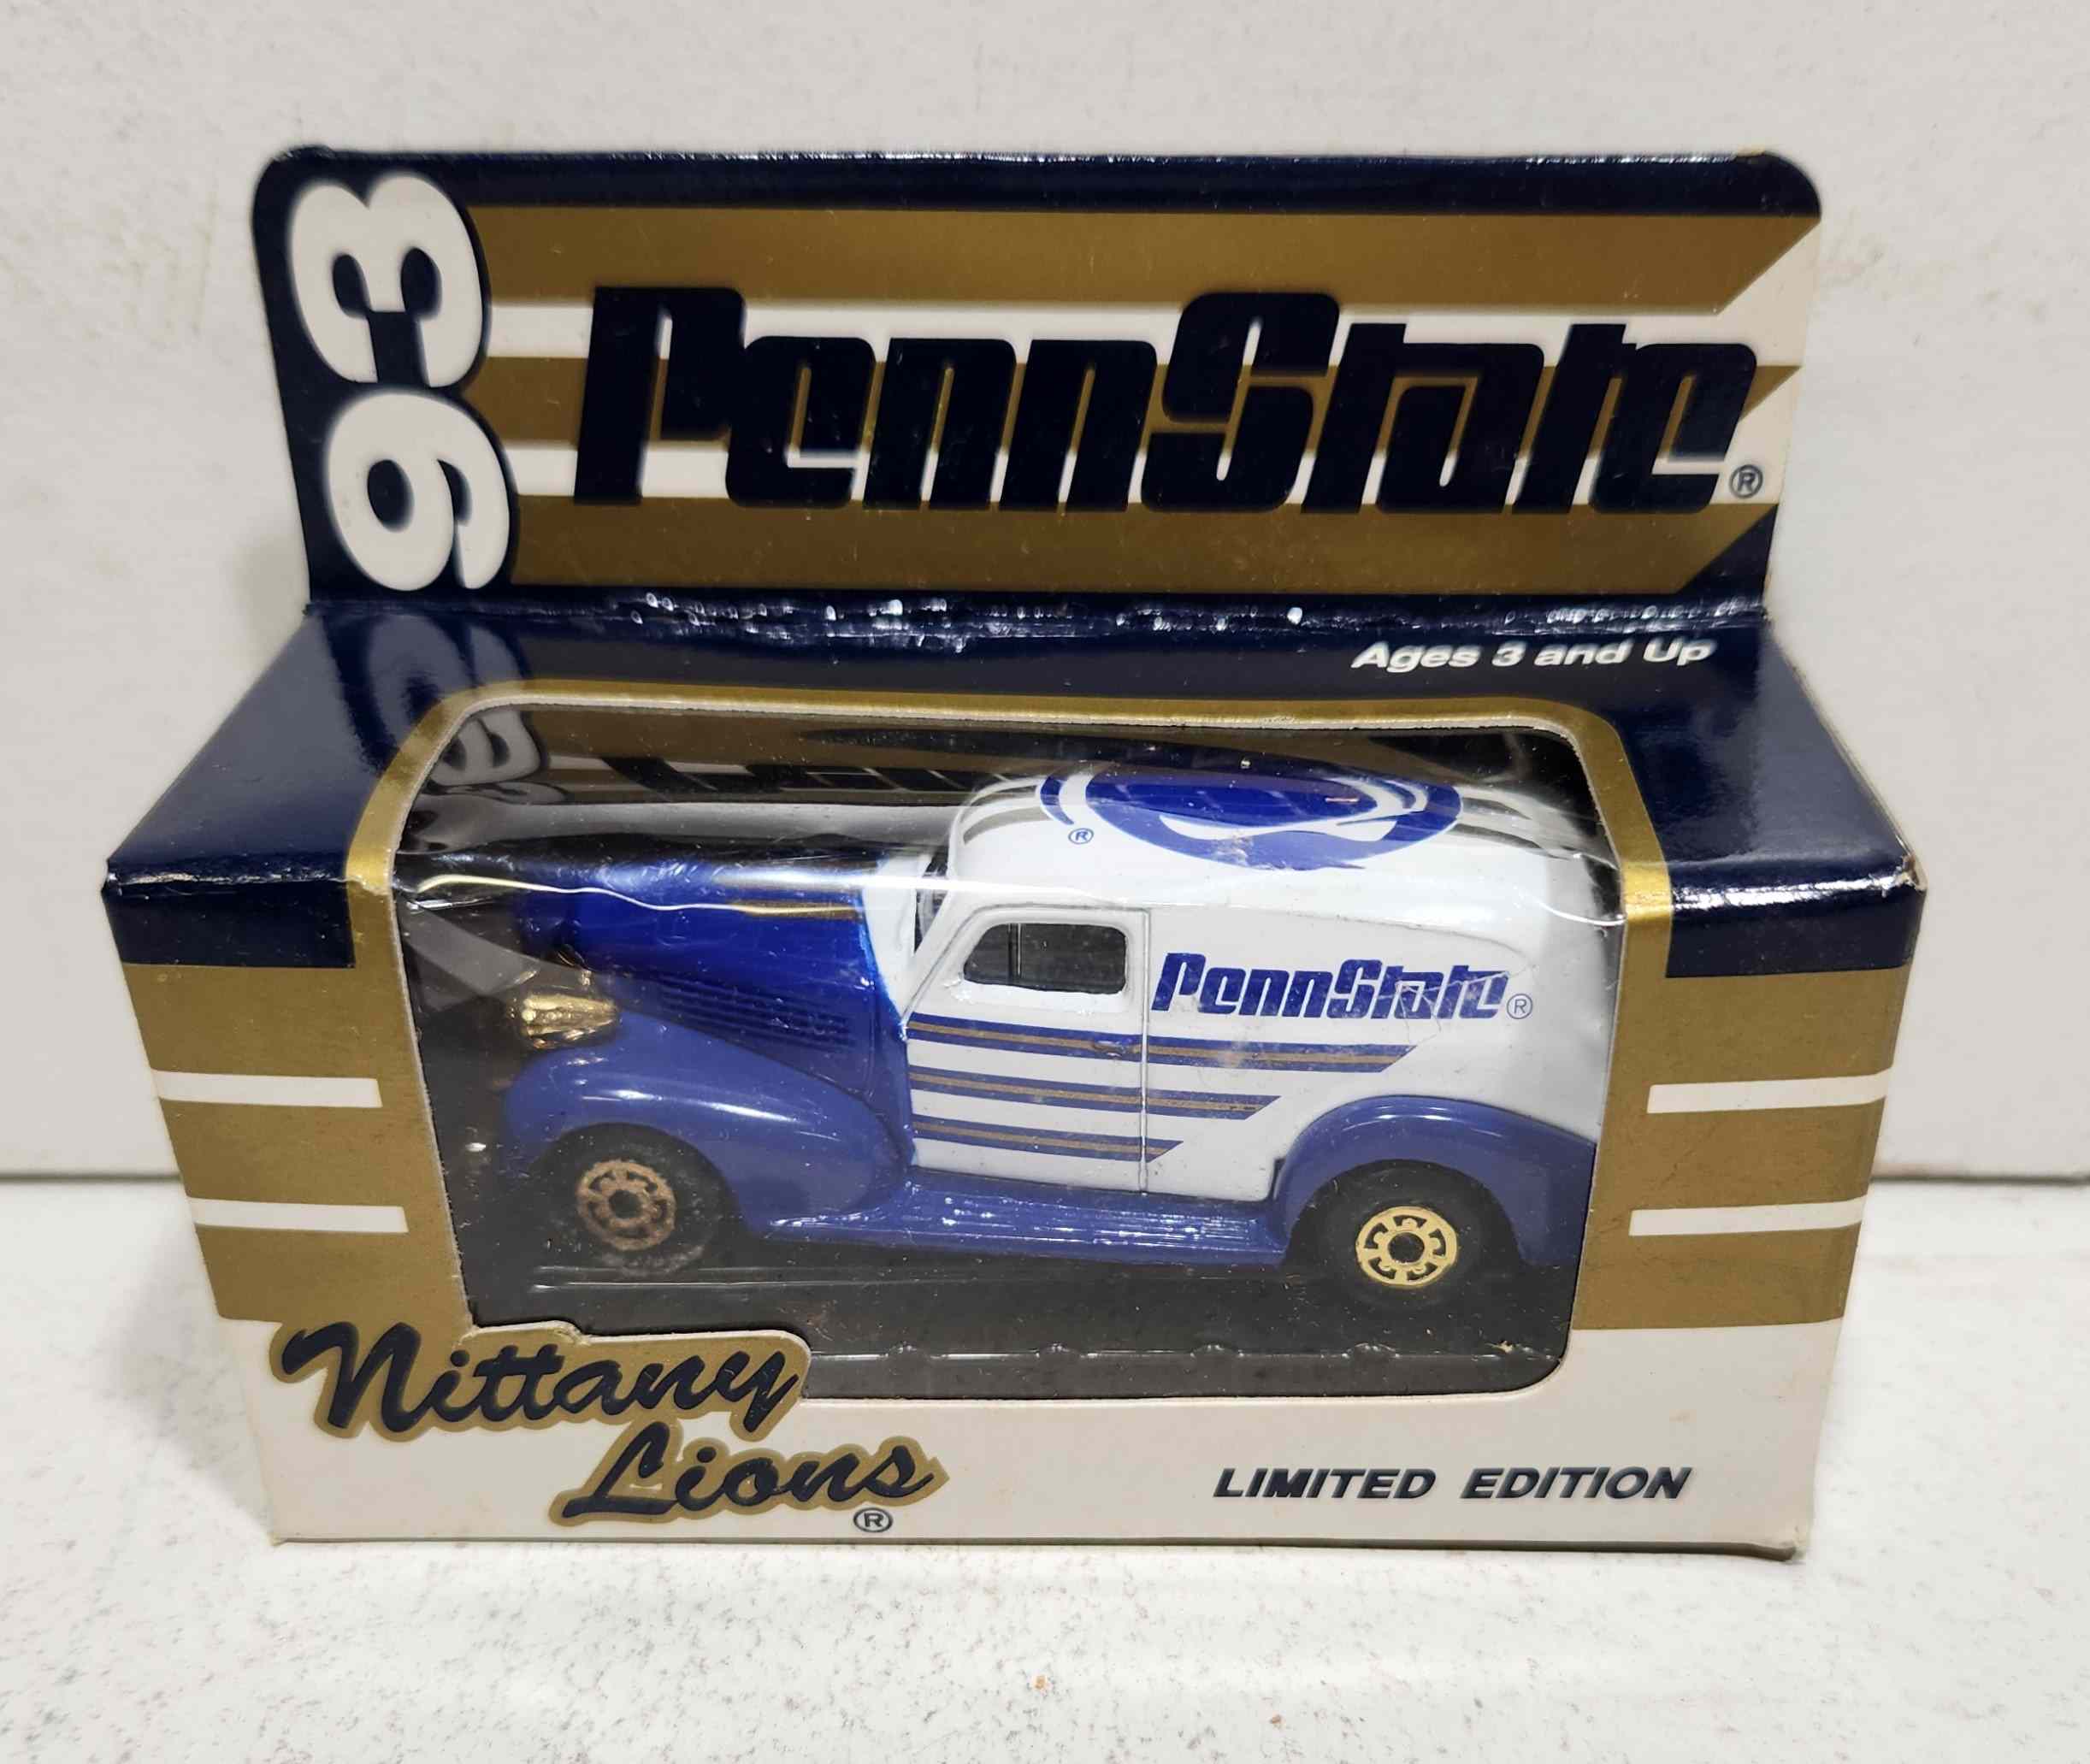 93
PennState®
Ages 3 and Up
®
PennState®
Nittany
Lions®
LIMITED EDITION